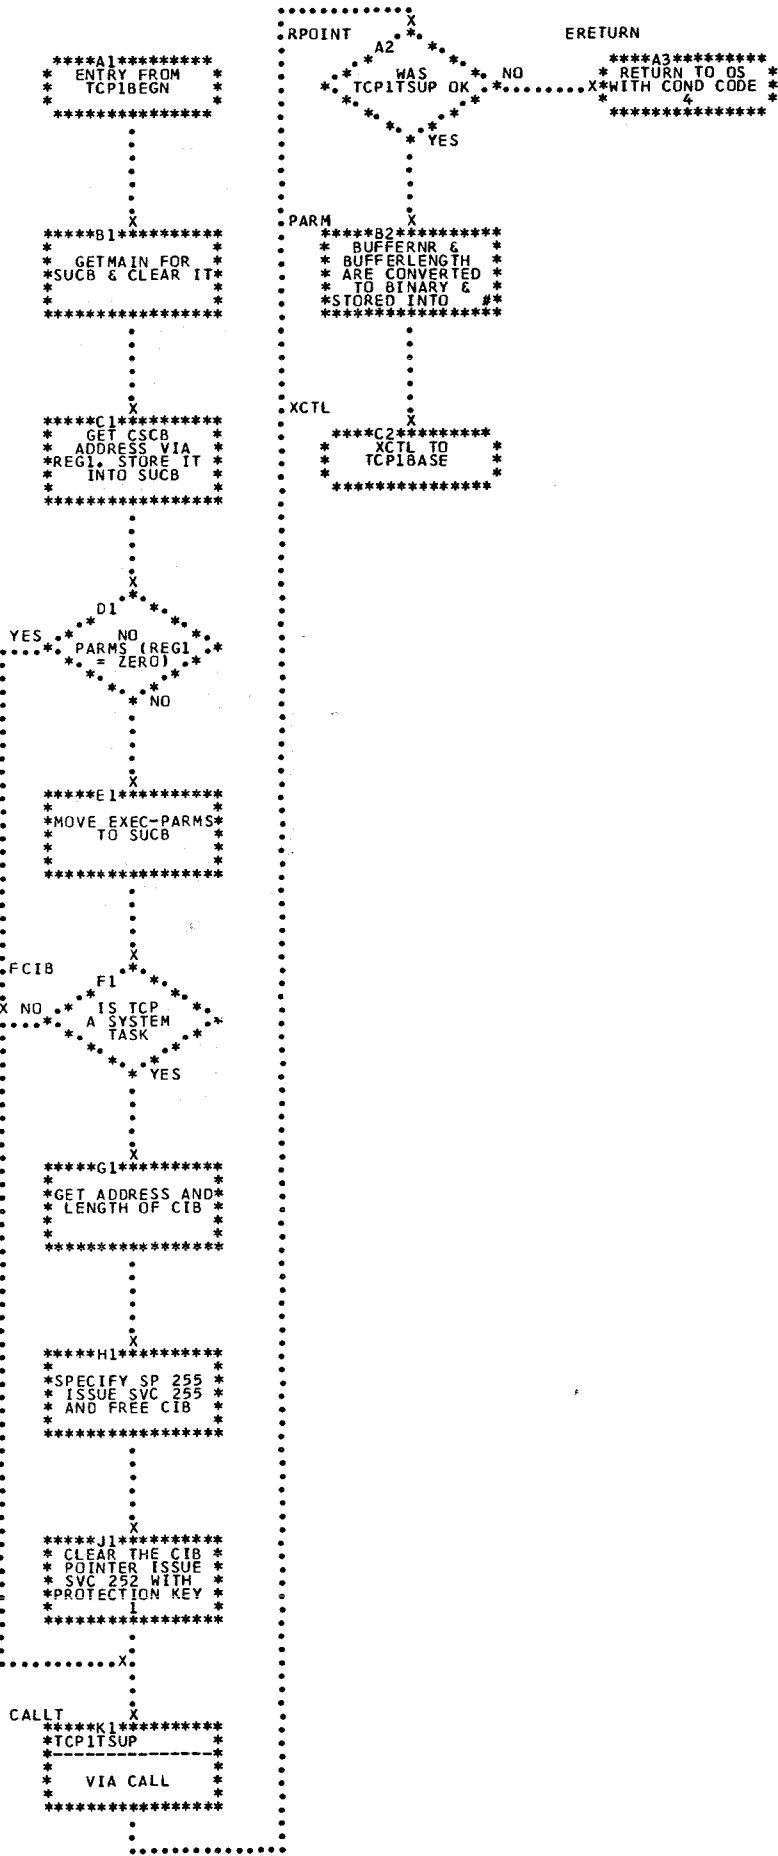 RPOINT
ERETURN
A1
ENTRY FROM
TCP1BEGN
A2
WAS
TCP1TSUP OK
NO
YES
A3
RETURN TO OS
WITH COND CODE
4
B1
GETMAIN FOR
SUCB & CLEAR IT
PARM
B2
BUFFERNR &
BUFFERLENGTH
ARE CONVERTED
TO BINARY &
STORED INTO #
C1
GET CSCB
ADDRESS VIA
REG1. STORE IT
INTO SUCB
XCTL
C2
XCTL TO
TCP1BASE
D1
NO
PARMS (REG1
= ZERO)
YES
NO
E1
MOVE EXEC-PARMS
TO SUCB
FCIB
F1
IS TCP
A SYSTEM
TASK
X NO
YES
G1
GET ADDRESS AND
LENGTH OF CIB
H1
SPECIFY SP 255
ISSUE SVC 255
AND FREE CIB
J1
CLEAR THE CIB
POINTER ISSUE
SVC 252 WITH
PROTECTION KEY
1
CALLT
K1
TCP1TSUP
VIA CALL